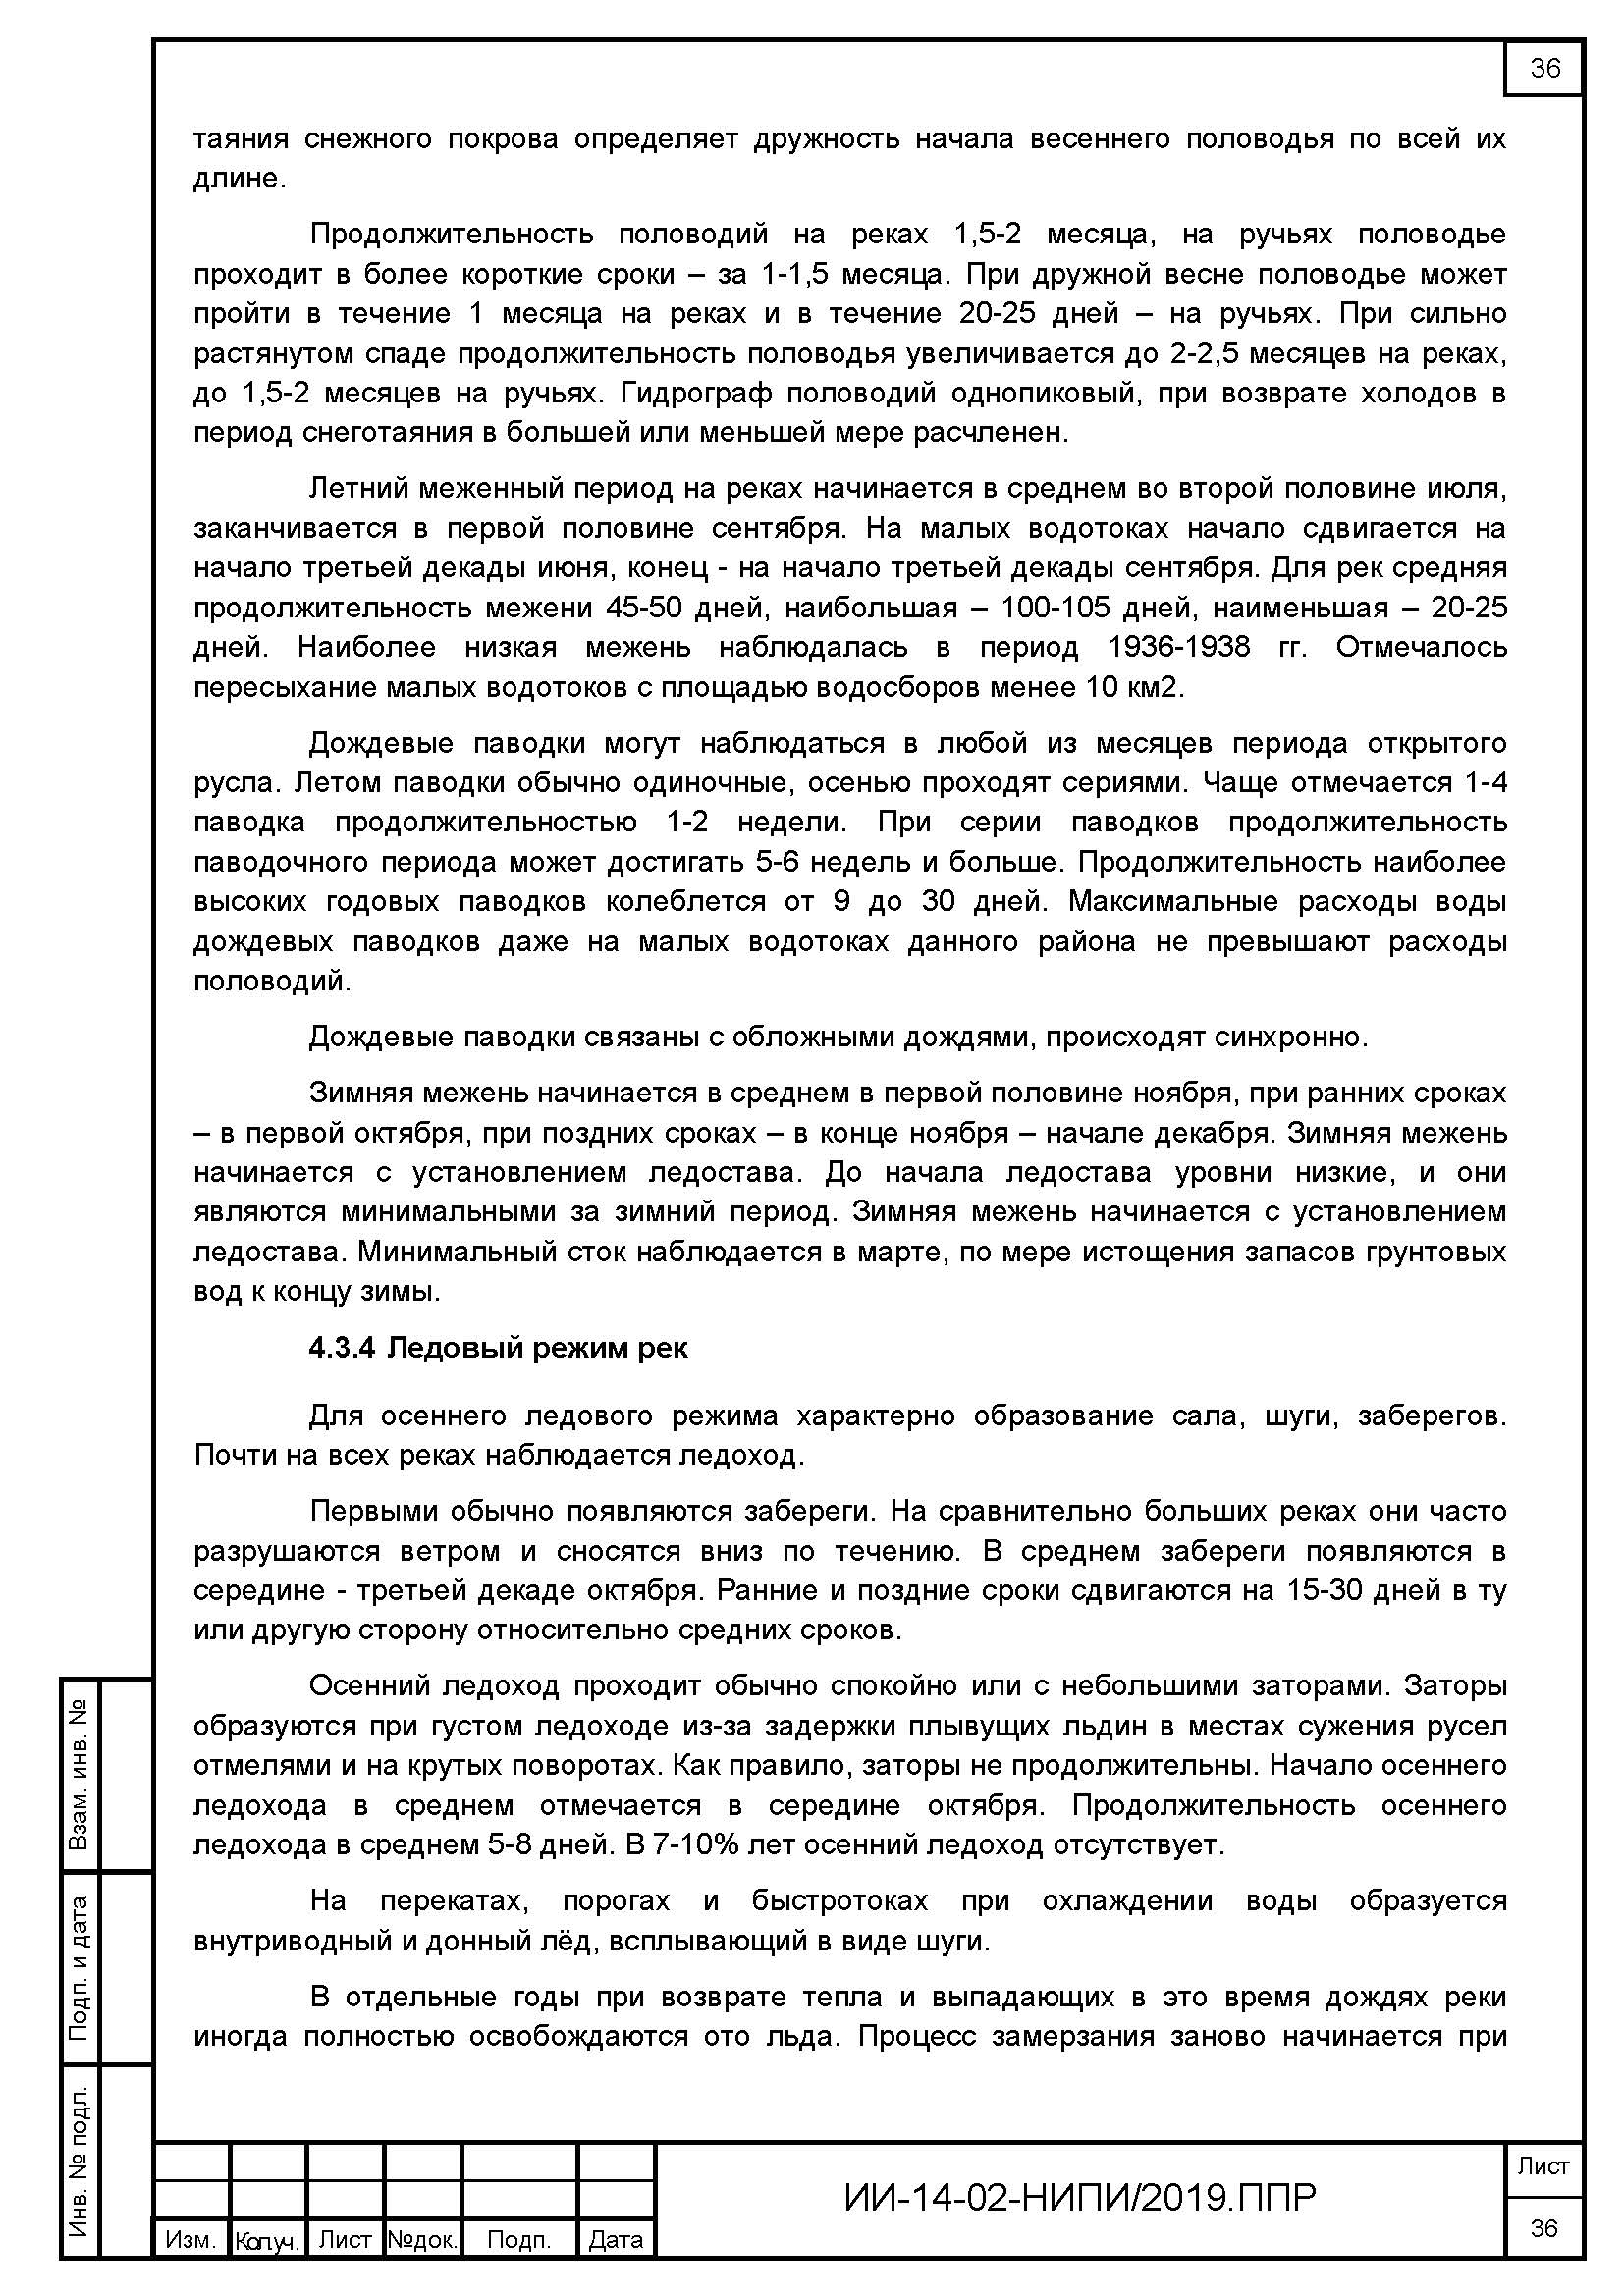 36
таяния снежного покрова определяет дружность начала весеннего половодья по всей их
длине.
Продолжительность половодий на реках 1,5-2 месяца, на ручьях половодье
проходит в более короткие сроки – за 1-1,5 месяца. При дружной весне половодье может
пройти в течение 1 месяца на реках и в течение 20-25 дней – на ручьях. При сильно
растянутом спаде продолжительность половодья увеличивается до 2-2,5 месяцев на реках,
до 1,5-2 месяцев на ручьях. Гидрограф половодий однопиковый, при возврате холодов в
период снеготаяния в большей или меньшей мере расчленен.
Летний меженный период на реках начинается в среднем во второй половине июля,
заканчивается в первой половине сентября. На малых водотоках начало сдвигается на
начало третьей декады июня, конец - на начало третьей декады сентября. Для рек средняя
продолжительность межени 45-50 дней, наибольшая – 100-105 дней, наименьшая – 20-25
дней. Наиболее низкая межень наблюдалась в период 1936-1938 гг. Отмечалось
пересыхание малых водотоков с площадью водосборов менее 10 км2.
Дождевые паводки могут наблюдаться в любой из месяцев периода открытого
русла. Летом паводки обычно одиночные, осенью проходят сериями. Чаще отмечается 1-4
паводка продолжительностью 1-2 недели. При серии паводков продолжительность
паводочного периода может достигать 5-6 недель и больше. Продолжительность наиболее
высоких годовых паводков колеблется от 9 до 30 дней. Максимальные расходы воды
дождевых паводков даже на малых водотоках данного района не превышают расходы
половодий.
Дождевые паводки связаны с обложными дождями, происходят синхронно.
Зимняя межень начинается в среднем в первой половине ноября, при ранних сроках
– в первой октября, при поздних сроках – в конце ноября – начале декабря. Зимняя межень
начинается с установлением ледостава. До начала ледостава уровни низкие, и они
являются минимальными за зимний период. Зимняя межень начинается с установлением
ледостава. Минимальный сток наблюдается в марте, по мере истощения запасов грунтовых
вод к концу зимы.
4.3.4 Ледовый режим рек
Для осеннего ледового режима характерно образование сала, шуги, заберегов.
Почти на всех реках наблюдается ледоход.
Первыми обычно появляются забереги. На сравнительно больших реках они часто
разрушаются ветром и сносятся вниз по течению. В среднем забереги появляются в
середине - третьей декаде октября. Ранние и поздние сроки сдвигаются на 15-30 дней в ту
или другую сторону относительно средних сроков.
Осенний ледоход проходит обычно спокойно или с небольшими заторами. Заторы
образуются при густом ледоходе из-за задержки плывущих льдин в местах сужения русел
отмелями и на крутых поворотах. Как правило, заторы не продолжительны. Начало осеннего
ледохода в среднем отмечается в середине октября. Продолжительность осеннего
ледохода в среднем 5-8 дней. В 7-10% лет осенний ледоход отсутствует.
На перекатах, порогах и быстротоках при охлаждении воды образуется
внутриводный и донный лёд, всплывающий в виде шуги.
В отдельные годы при возврате тепла и выпадающих в это время дождях реки
иногда полностью освобождаются ото льда. Процесс замерзания заново начинается при
Взам. инв. №
Подп. и дата
Инв. № подл.
Изм. Кол.уч. Лист №док. Подп. Дата
ИИ-14-02-НИПИ/2019.ППР
Лист
36